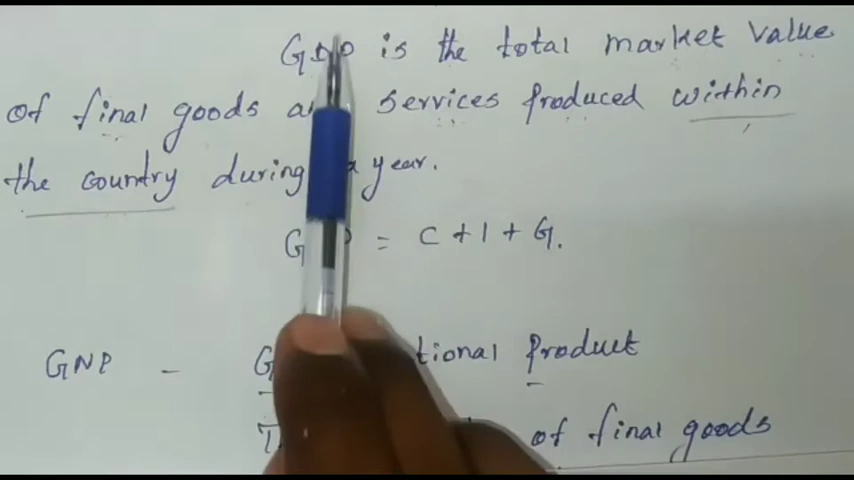 GDP is the total market value
of final goods a services produced within
the country during a year.
G P = C + I + G.
GNP - G tional product
T of final goods